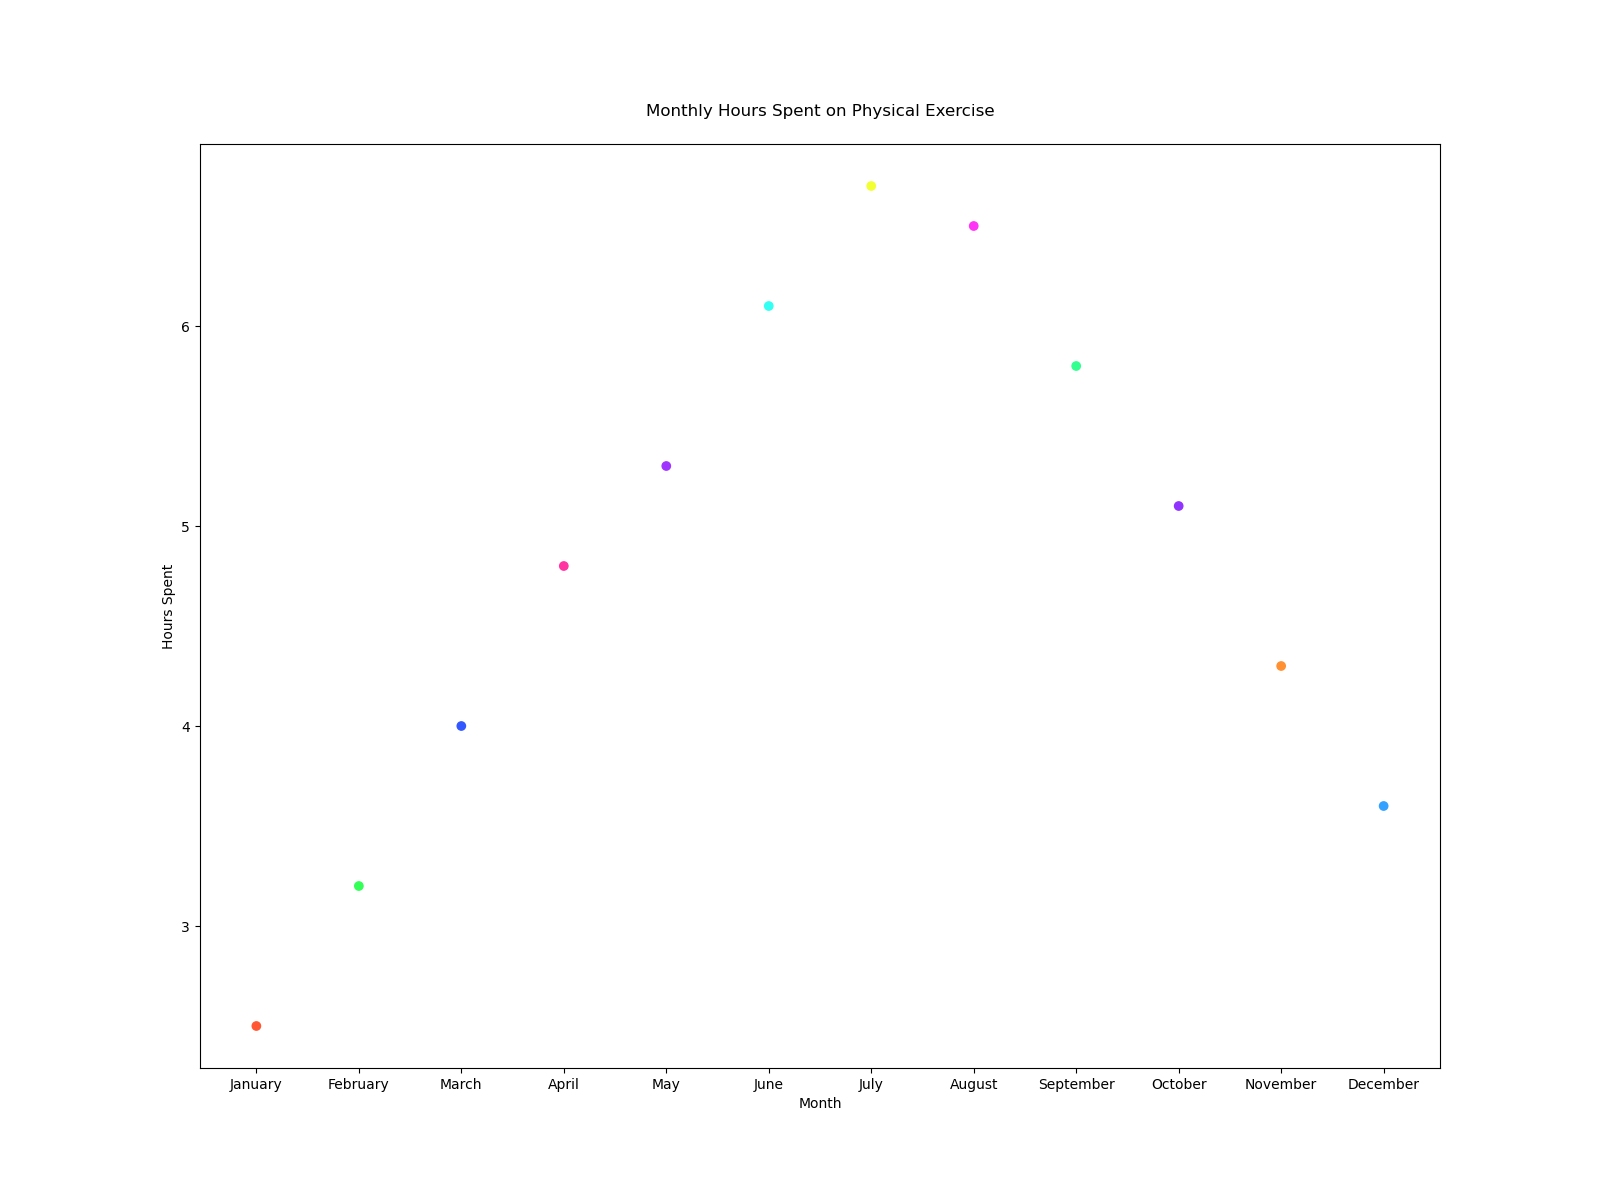 Monthly Hours Spent on Physical Exercise
6
5
4
3
Hours Spent
January February March April May June July August September October November December
Month